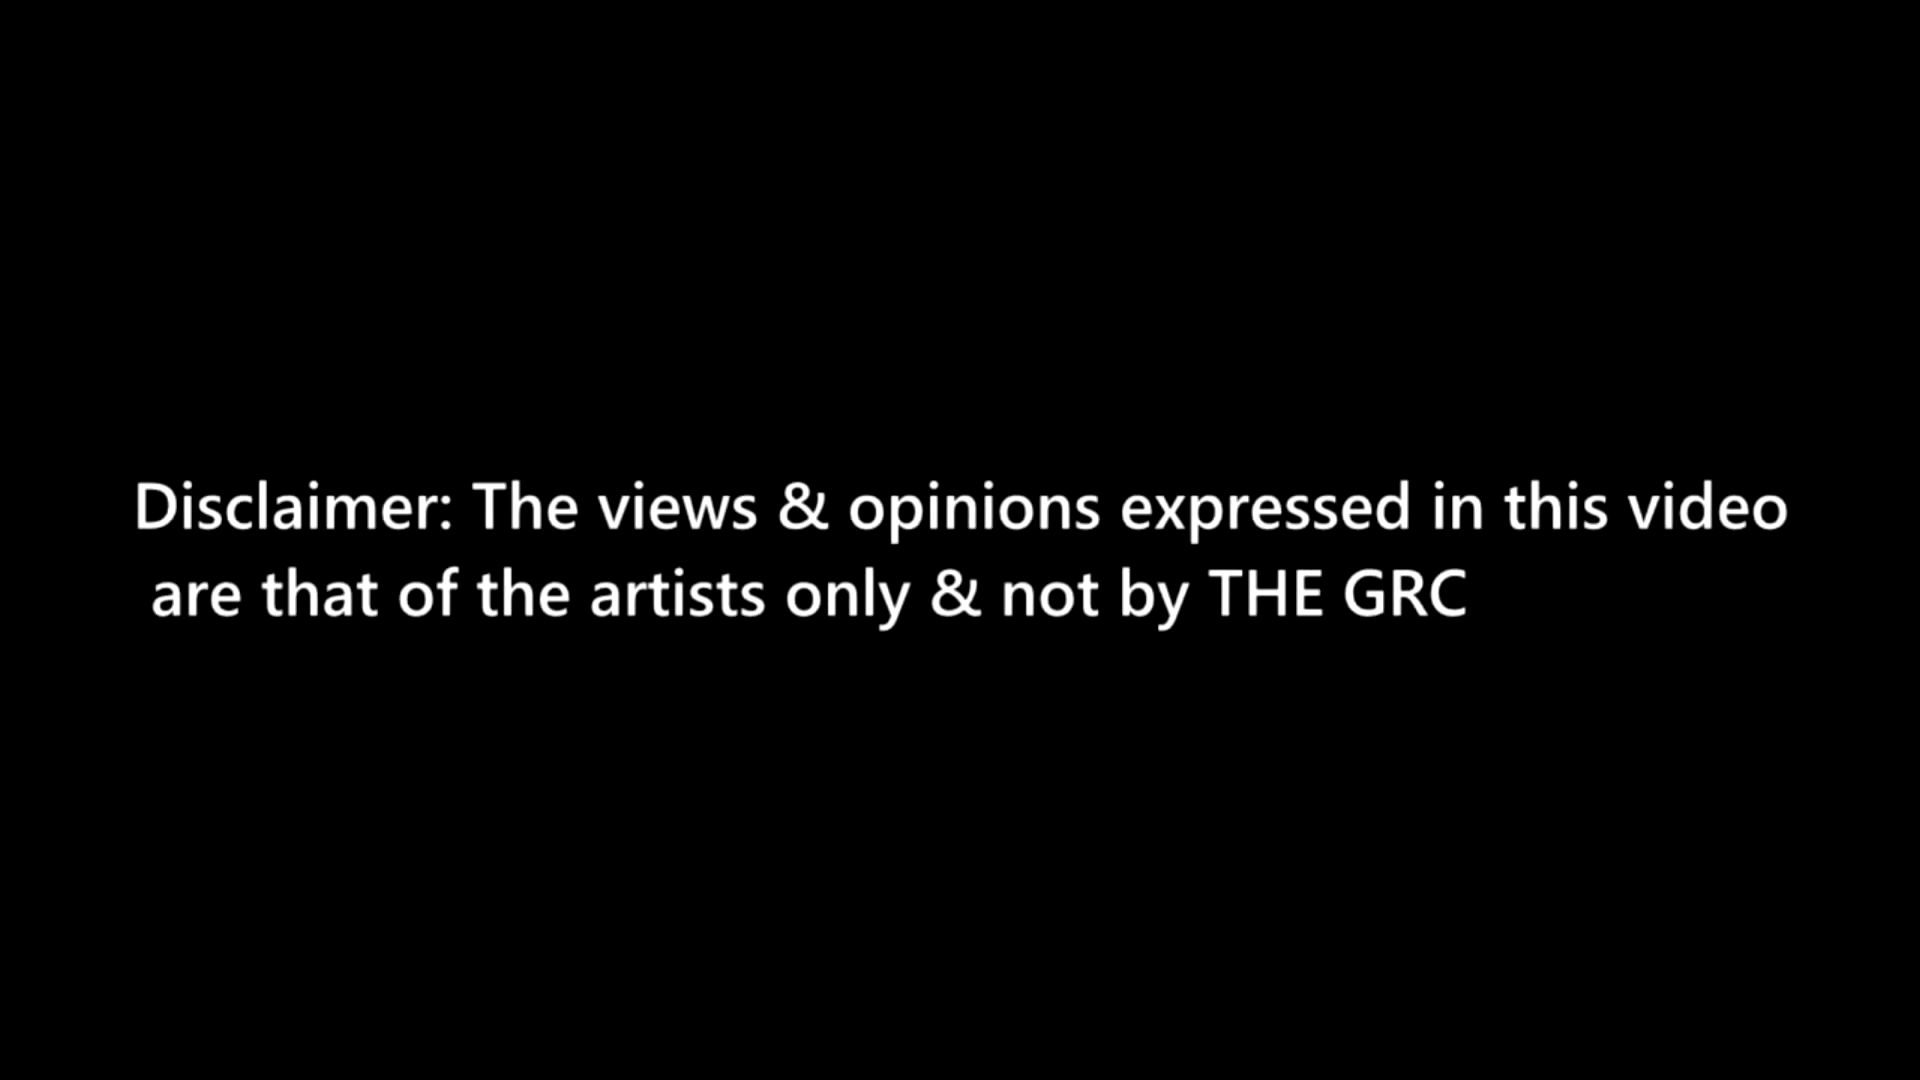 Disclaimer: The views & opinions expressed in this video
are that of the artists only & not by THE GRC